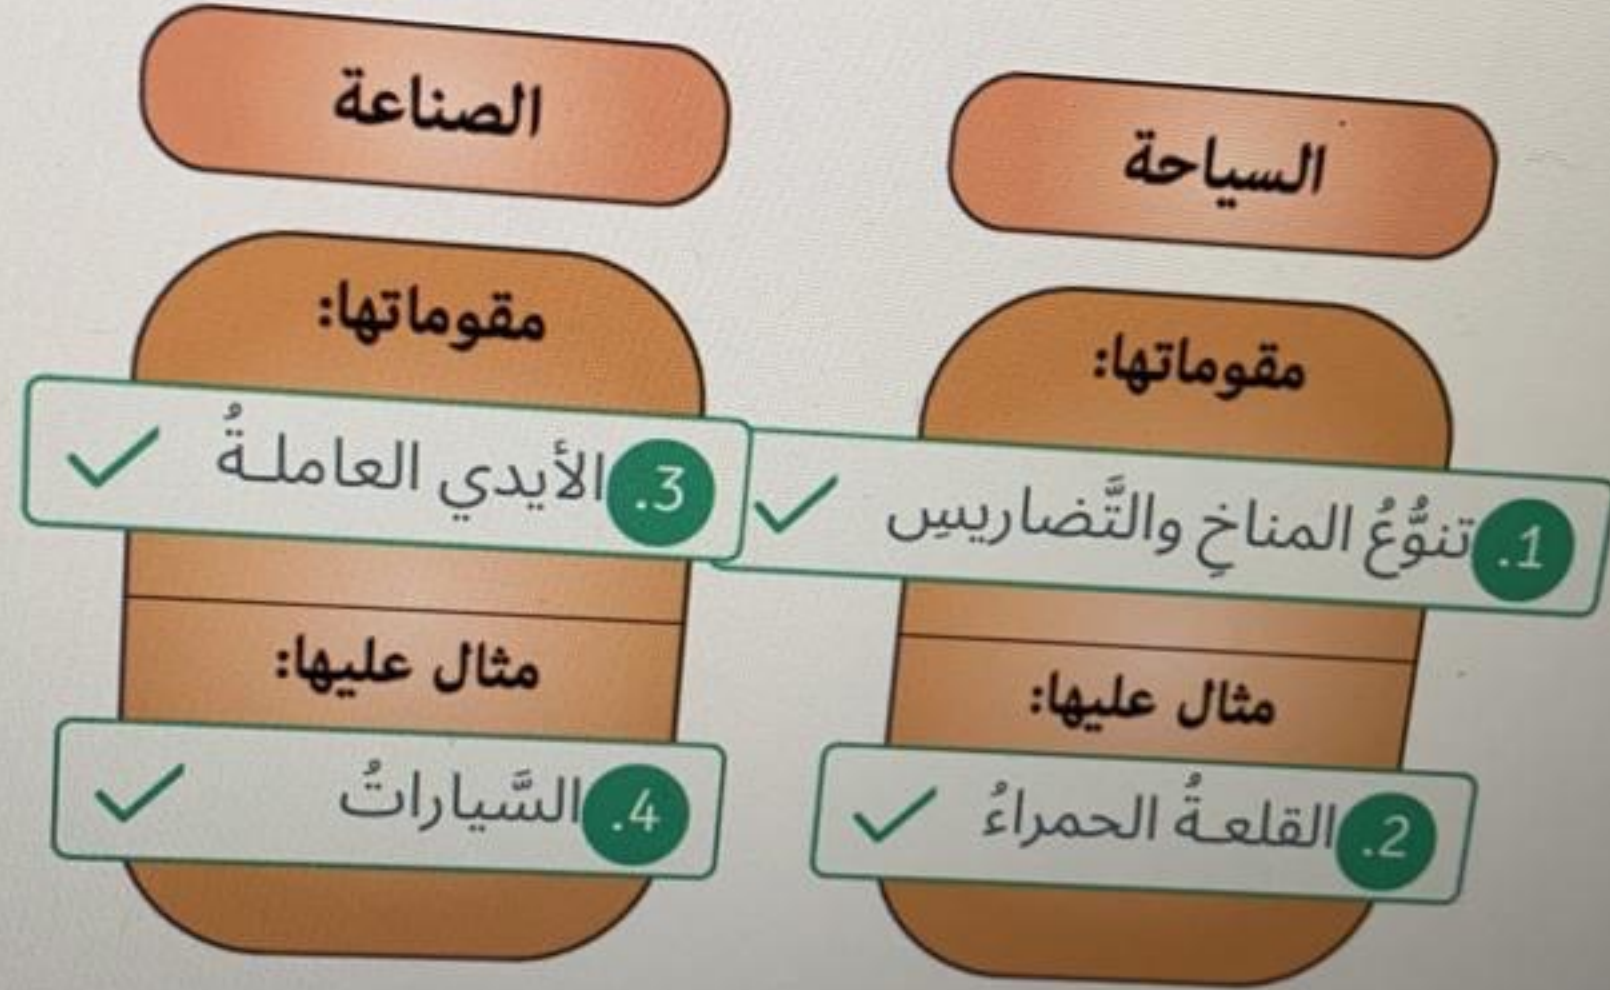 السياحة
مقوماتها:
1. تنوُّعُ المناخِ والتَّضاريسِ
مثال عليها:
2. القلعـةُ الحمراءُ
الصناعة
مقوماتها:
3. الأيدي العاملـةُ
مثال عليها:
4. السَّياراتُ